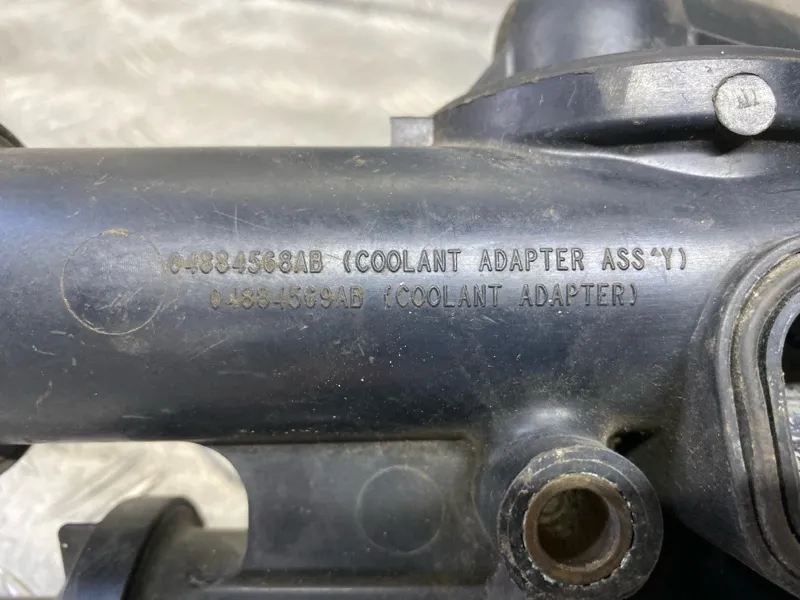 04884568AB (COOLANT ADAPTER ASS'Y)
04884569AB (COOLANT ADAPTER)